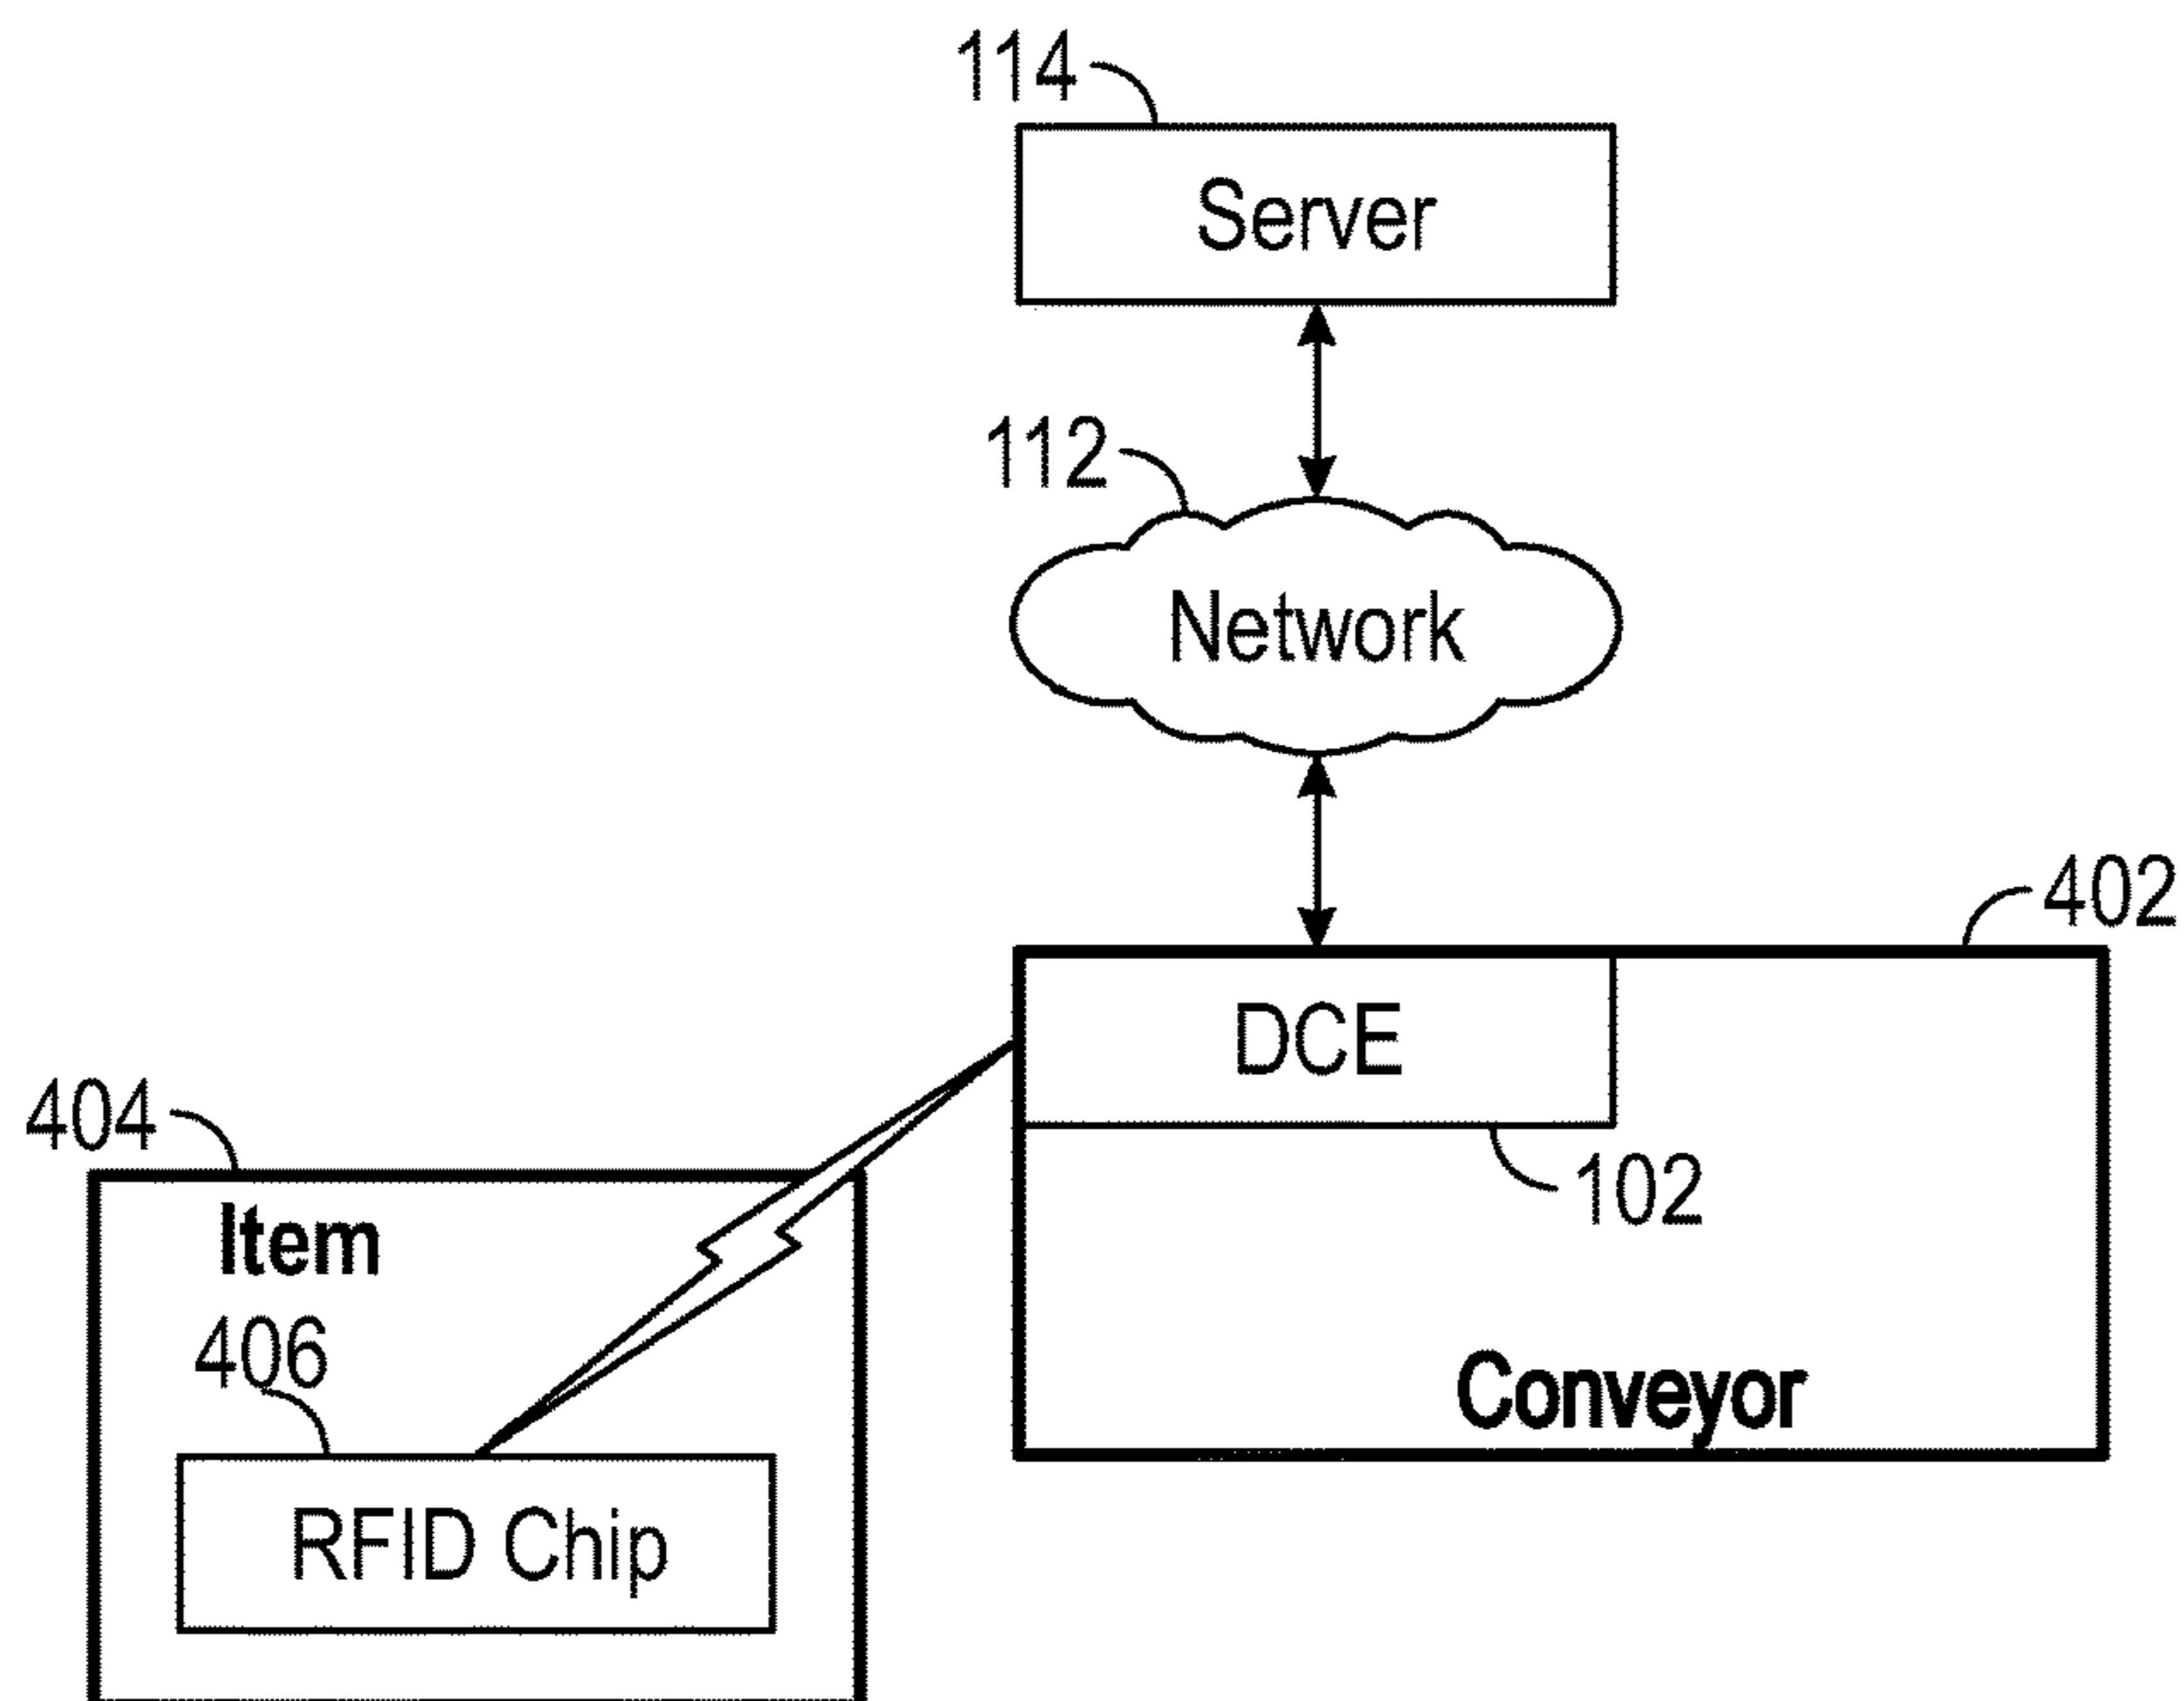 114
Server
112
Network
402
DCE
404
102
Item
406
Conveyor
RFID Chip